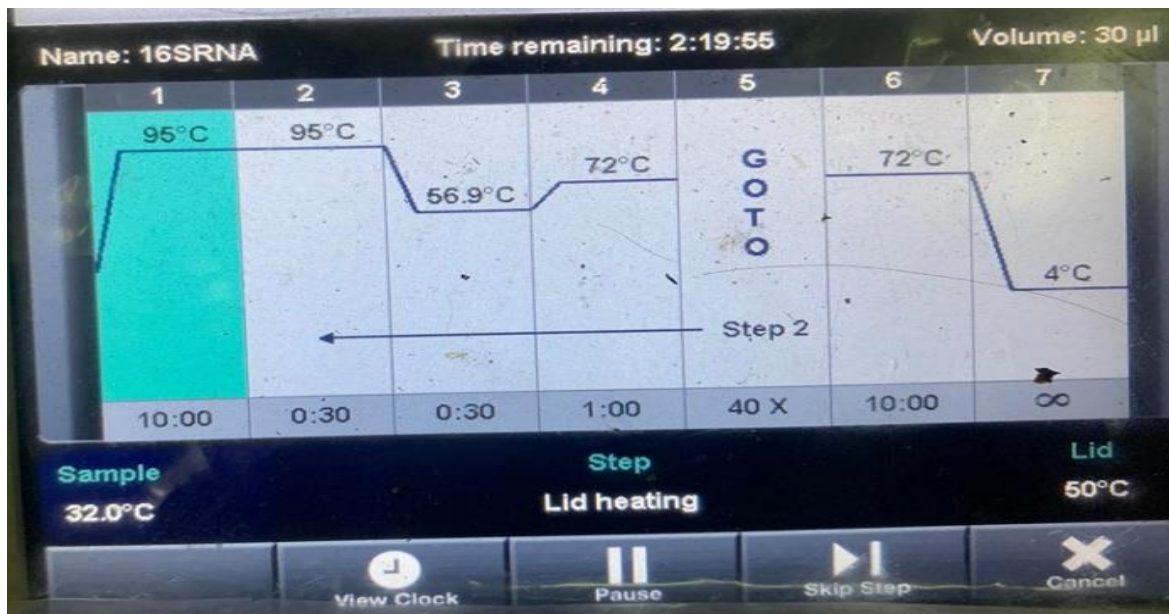 Name: 16SRNA Time remaining: 2:19:55 Volume: 30 µl
1 2 3 4 5 6 7
95°C 95°C 56.9°C 72°C GOTO 72°C 4°C
Step 2
10:00 0:30 0:30 1:00 40 X 10:00 ∞
Sample Step Lid
32.0°C Lid heating 50°C
View Clock Pause Skip Step Cancel